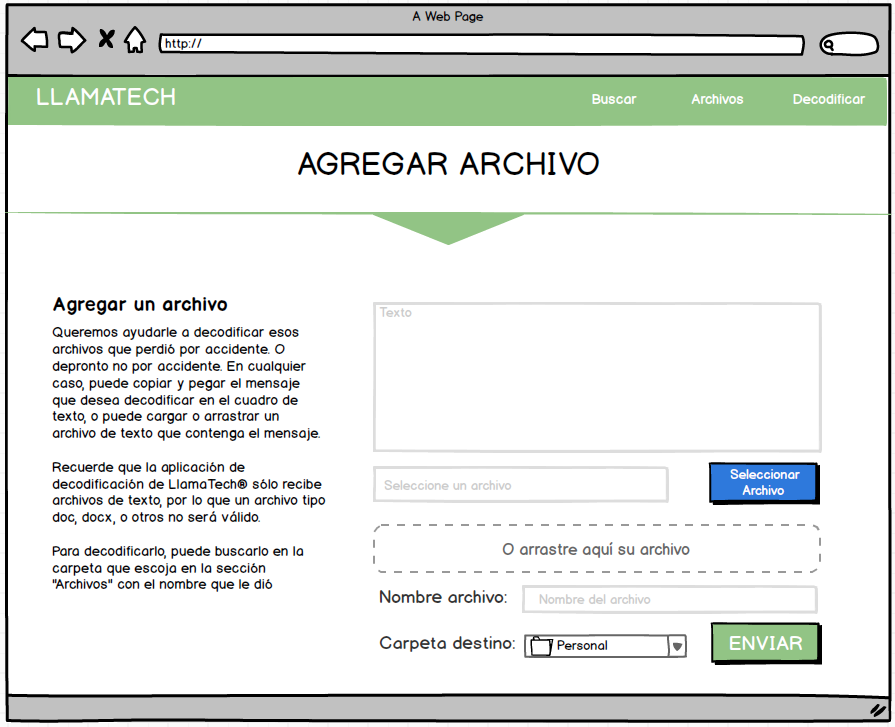 A Web Page
http://
LLAMATECH
Buscar
Archivos
Decodificar
AGREGAR ARCHIVO
Agregar un archivo
Queremos ayudarle a decodificar esos
archivos que perdió por accidente. O
depronto no por accidente. En cualquier
caso, puede copiar y pegar el mensaje
que desea decodificar en el cuadro de
texto, o puede cargar o arrastrar un
archivo de texto que contenga el mensaje.
Recuerde que la aplicación de
decodificación de LlamaTech® sólo recibe
archivos de texto, por lo que un archivo tipo
doc, docx, o otros no será válido.
Para decodificarlo, puede buscarlo en la
carpeta que escoja en la sección
"Archivos" con el nombre que le dió
Texto
Seleccione un archivo
Seleccionar
Archivo
O arrastre aquí su archivo
Nombre archivo:
Nombre del archivo
Carpeta destino:
Personal
ENVIAR